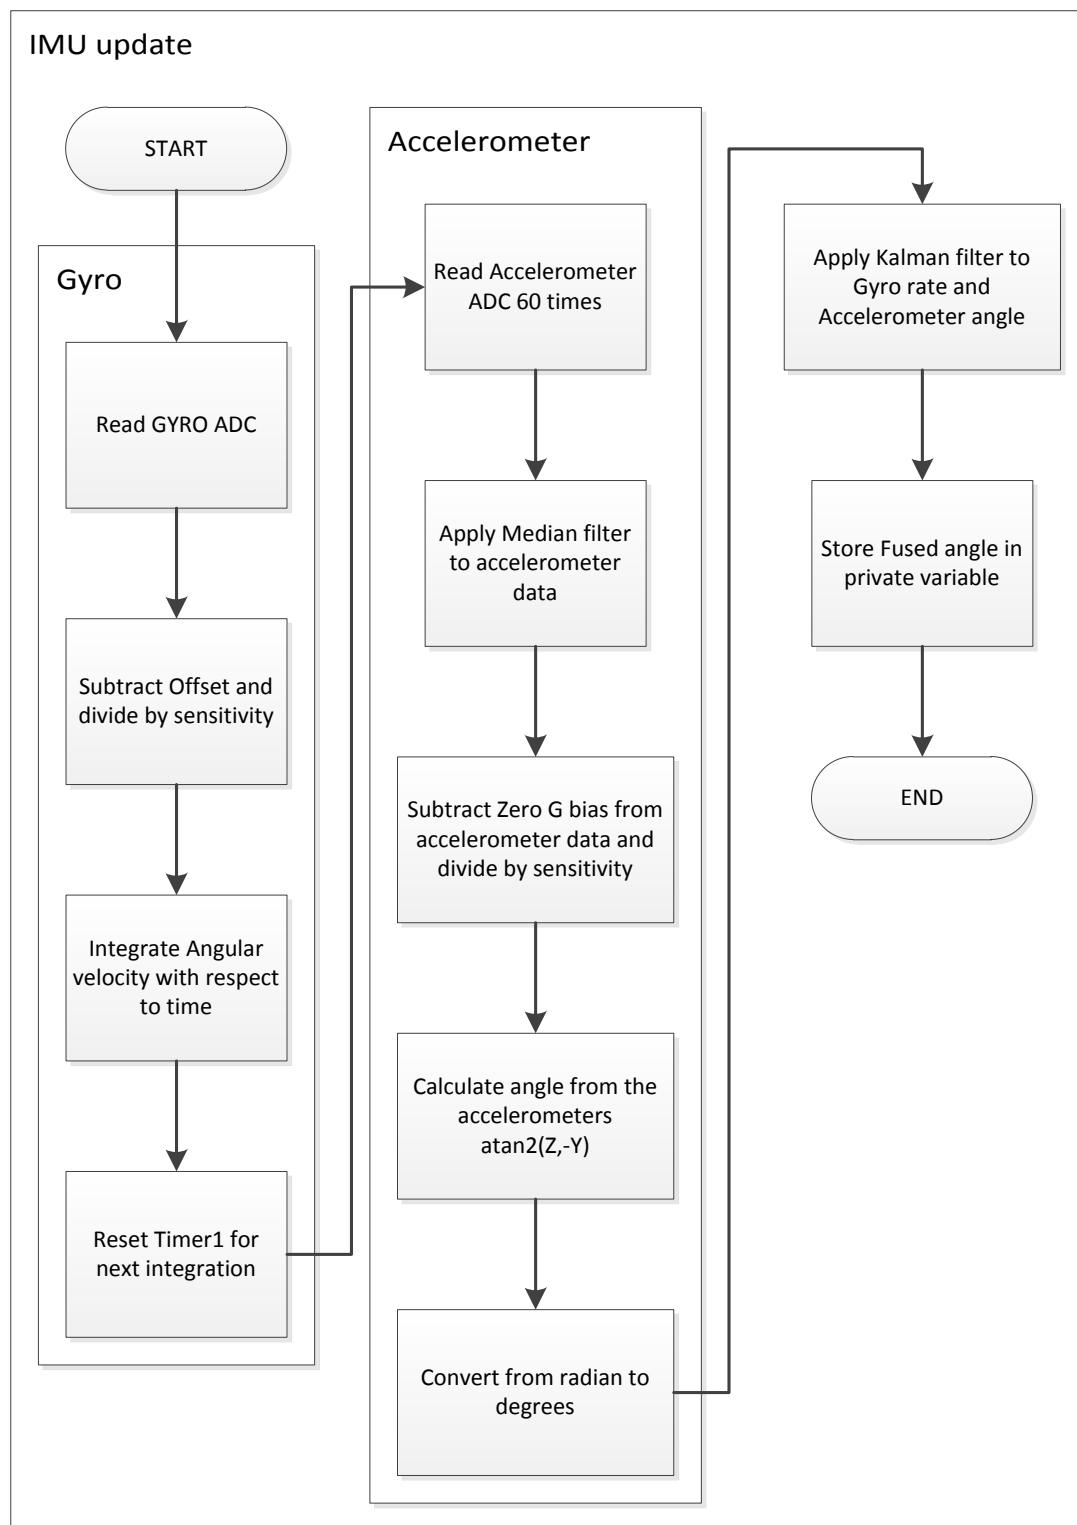 IMU update
START
Gyro
Read GYRO ADC
Subtract Offset and
divide by sensitivity
Integrate Angular
velocity with respect
to time
Reset Timer1 for
next integration
Accelerometer
Read Accelerometer
ADC 60 times
Apply Median filter
to accelerometer
data
Subtract Zero G bias from
accelerometer data and
divide by sensitivity
Calculate angle from the
accelerometers
atan2(Z,-Y)
Convert from radian to
degrees
Apply Kalman filter to
Gyro rate and
Accelerometer angle
Store Fused angle in
private variable
END